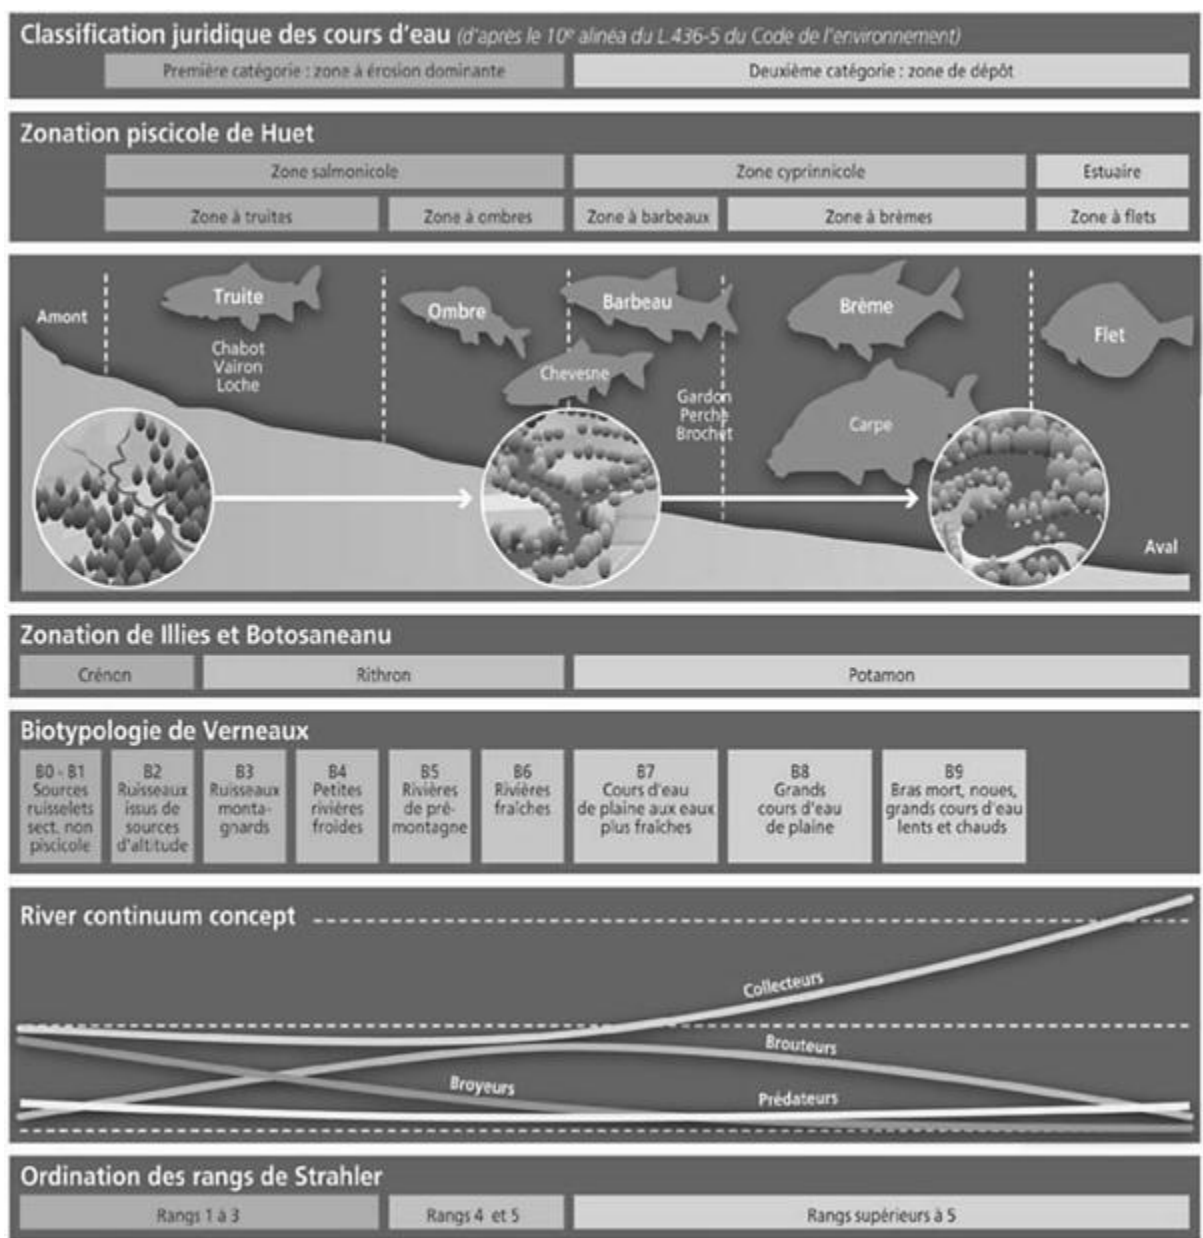 Classification juridique des cours d'eau (d'après le 10e alinéa du L.436-5 du Code de l'environnement)
Première catégorie : zone à érosion dominante
Deuxième catégorie : zone de dépôt
Zonation piscicole de Huet
Zone salmonicole
Zone cyprinnicole
Estuaire
Zone à truites
Zone à ombres
Zone à barbeaux
Zone à brèmes
Zone à flets
Amont
Truite
Chabot
Vairon
Loche
Ombre
Barbeau
Chevesne
Gardon
Perche
Brochet
Brème
Carpe
Flet
Aval
Zonation de Illies et Botosaneanu
Crénon
Rithron
Potamon
Biotypologie de Verneaux
B0 - B1
Sources
ruisselets
sect. non
piscicole
B2
Ruisseaux
issus de
sources
d'altitude
B3
Ruisseaux
monta-
gnards
B4
Petites
rivières
froides
B5
Rivières
de pré-
montagne
B6
Rivières
fraîches
B7
Cours d'eau
de plaine aux eaux
plus fraîches
B8
Grands
cours d'eau
de plaine
B9
Bras mort, noues,
grands cours d'eau
lents et chauds
River continuum concept
Collecteurs
Brouteurs
Broyeurs
Prédateurs
Ordination des rangs de Strahler
Rangs 1 à 3
Rangs 4 et 5
Rangs supérieurs à 5